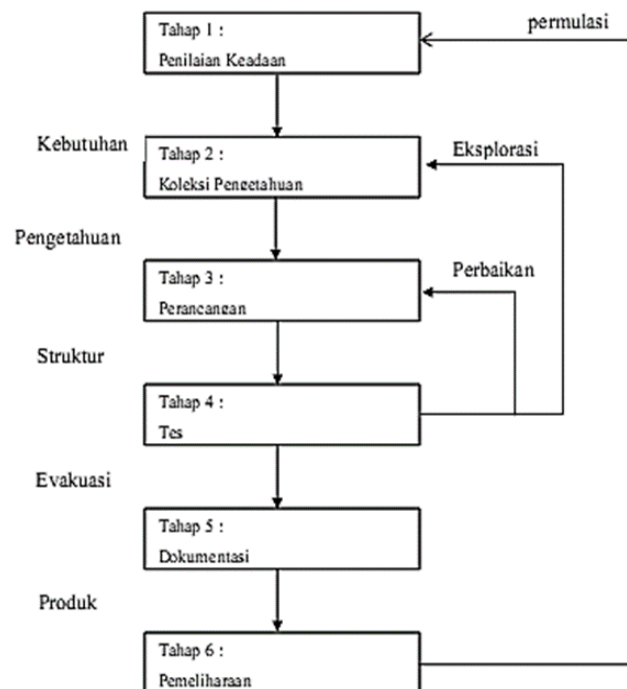 Tahap 1 :
Penilaian Keadaan
permulasi
Kebutuhan
Tahap 2 :
Koleksi Pengetahuan
Eksplorasi
Pengetahuan
Tahap 3 :
Perancangan
Perbaikan
Struktur
Tahap 4 :
Tes
Evakuasi
Tahap 5 :
Dokumentasi
Produk
Tahap 6 :
Pemeliharaan